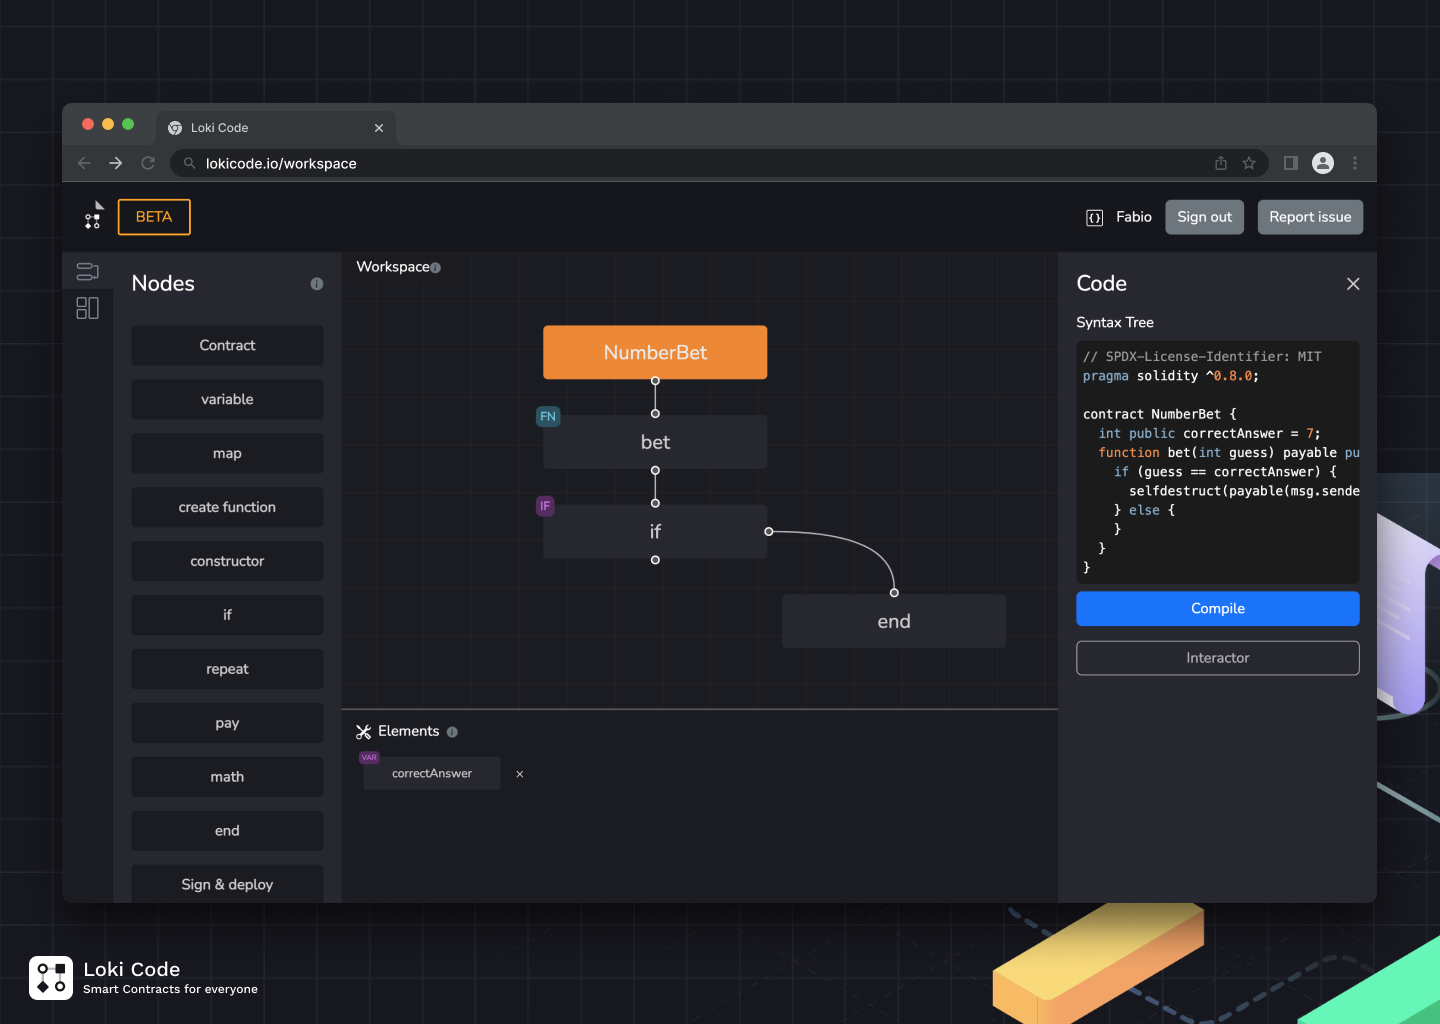 Loki Code
lokicode.io/workspace
BETA
Fabio
Sign out
Report issue
Nodes
Contract
variable
map
create function
constructor
if
repeat
pay
math
end
Sign & deploy
Workspace
NumberBet
FN
bet
IF
if
end
Elements
VAR
correctAnswer
Code
Syntax Tree
// SPDX-License-Identifier: MIT
pragma solidity ^0.8.0;
contract NumberBet {
int public correctAnswer = 7;
function bet(int guess) payable pu
if (guess == correctAnswer) {
selfdestruct(payable(msg.sende
} else {
}
}
}
Compile
Interactor
Loki Code
Smart Contracts for everyone